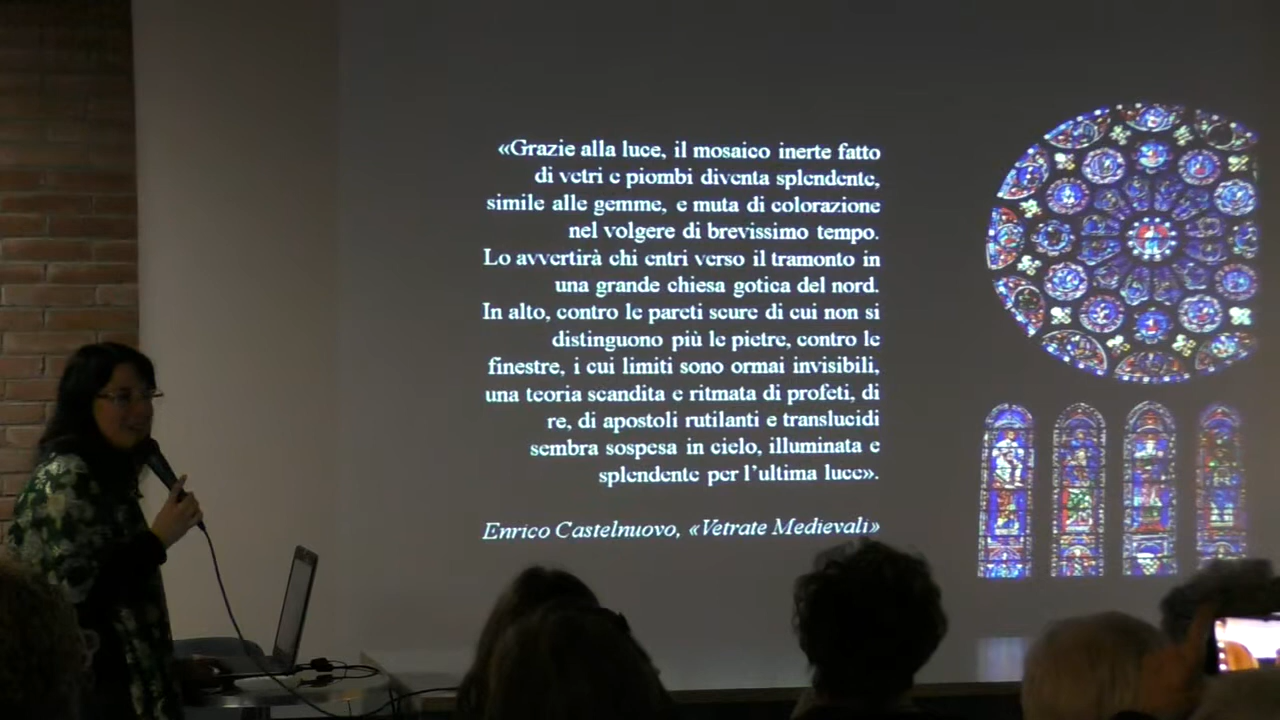 «Grazie alla luce, il mosaico inerte fatto
di vetri e piombi diventa splendente,
simile alle gemme, e muta di colorazione
nel volgere di brevissimo tempo.
Lo avvertirà chi entri verso il tramonto in
una grande chiesa gotica del nord.
In alto, contro le pareti scure di cui non si
distinguono più le pietre, contro le
finestre, i cui limiti sono ormai invisibili,
una teoria scandita e ritmata di profeti, di
re, di apostoli rutilanti e translucidi
sembra sospesa in cielo, illuminata e
splendente per l'ultima luce».
Enrico Castelnuovo, «Vetrate Medievali»